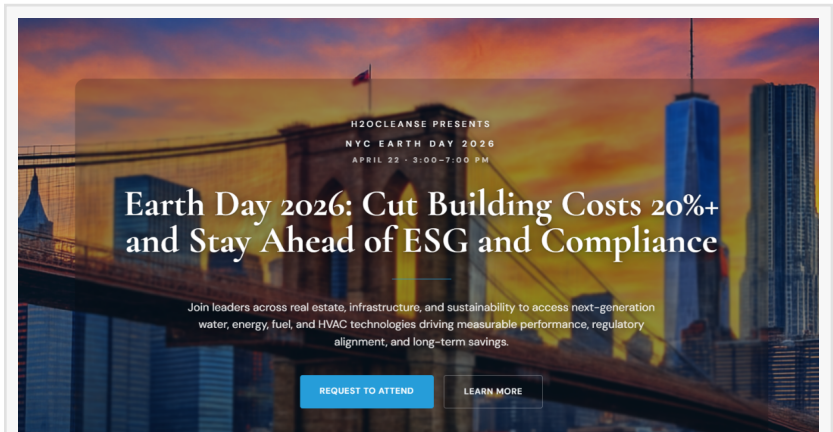 H2OCLEANSE PRESENTS
NYC EARTH DAY 2026
APRIL 22 · 3:00–7:00 PM
Earth Day 2026: Cut Building Costs 20%+
and Stay Ahead of ESG and Compliance
Join leaders across real estate, infrastructure, and sustainability to access next-generation
water, energy, fuel, and HVAC technologies driving measurable performance, regulatory
alignment, and long-term savings.
REQUEST TO ATTEND
LEARN MORE